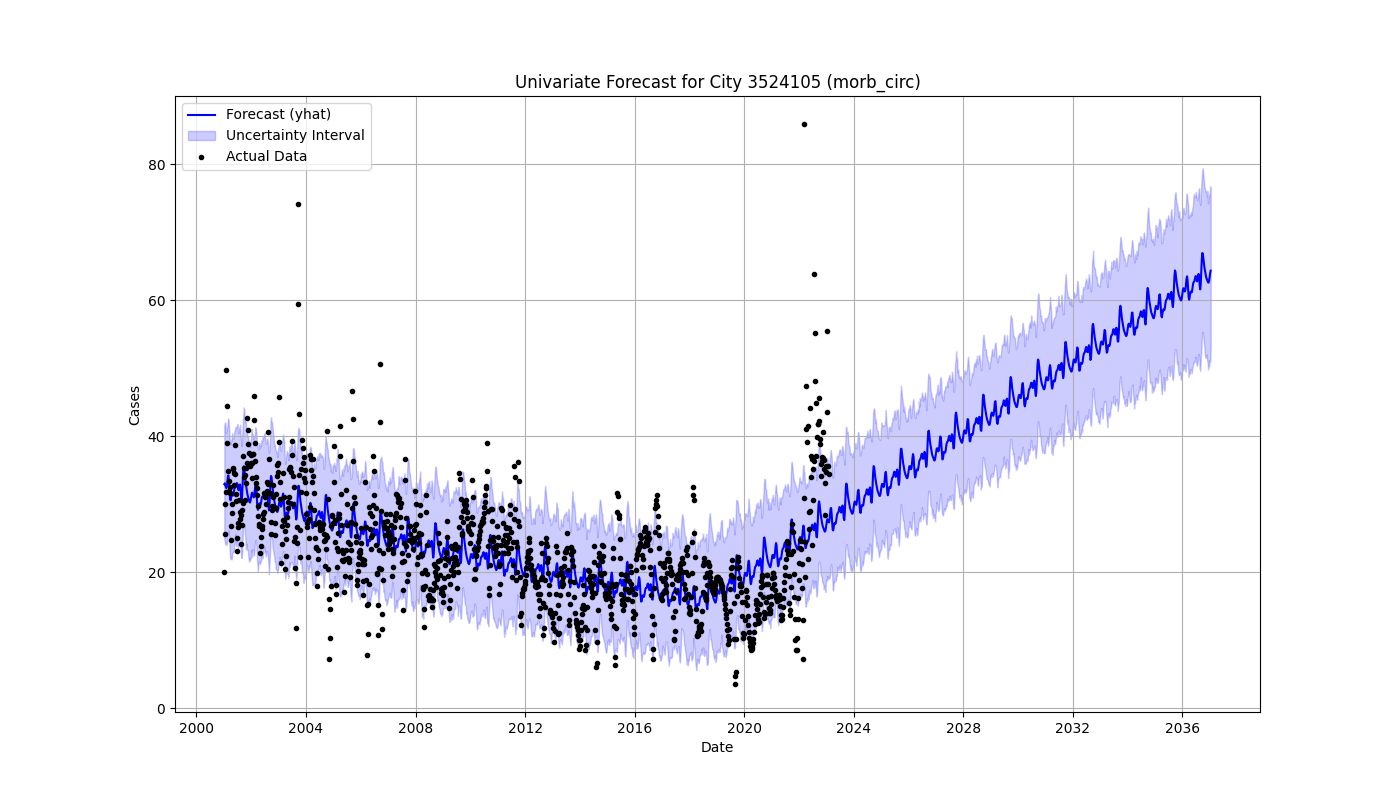 Univariate Forecast for City 3524105 (morb_circ)
Forecast (yhat)
Uncertainty Interval
Actual Data
Cases
80
60
40
20
0
2000 2004 2008 2012 2016 2020 2024 2028 2032 2036
Date